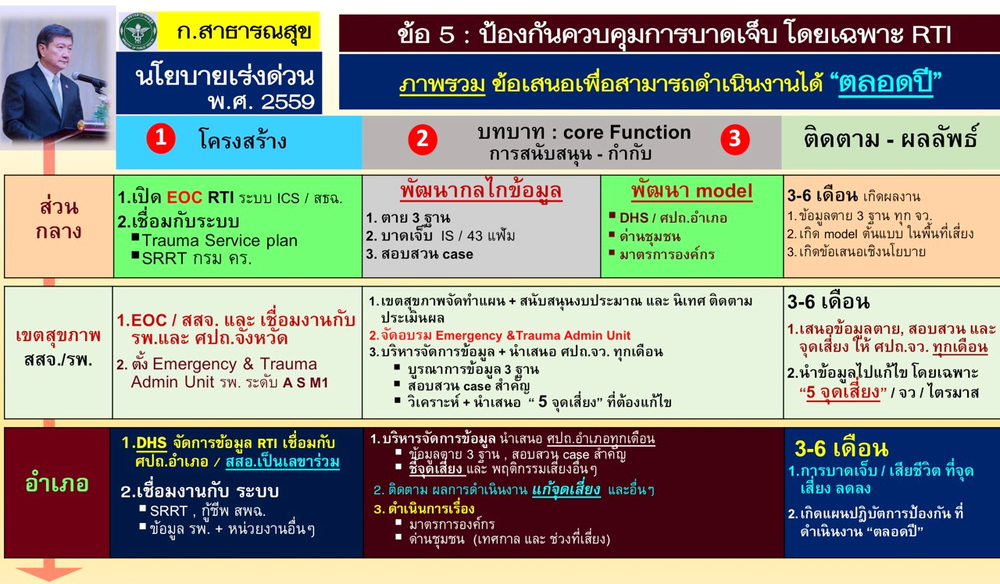 ก.สาธารณสุข
นโยบายเร่งด่วน
พ.ศ. 2559
ข้อ 5 : ป้องกันควบคุมการบาดเจ็บ โดยเฉพาะ RTI
ภาพรวม ข้อเสนอเพื่อสามารถดำเนินงานได้ “ตลอดปี”
1 โครงสร้าง
2 บทบาท : core Function 3
การสนับสนุน - กำกับ
ติดตาม - ผลลัพธ์
ส่วน
กลาง
1.เปิด EOC RTI ระบบ ICS / สธฉ.
2.เชื่อมกับระบบ
▪Trauma Service plan
▪SRRT กรม คร.
พัฒนากลไกข้อมูล
1. ตาย 3 ฐาน
2. บาดเจ็บ IS / 43 แฟ้ม
3. สอบสวน case
พัฒนา model
▪ DHS / ศปถ.อำเภอ
▪ ด่านชุมชน
▪ มาตรการองค์กร
3-6 เดือน เกิดผลงาน
1.ข้อมูลตาย 3 ฐาน ทุก จว.
2.เกิด model ต้นแบบ ในพื้นที่เสี่ยง
3.เกิดข้อเสนอเชิงนโยบาย
เขตสุขภาพ
สสจ./รพ.
1.EOC / สสจ. และ เชื่อมงานกับ
รพ.และ ศปถ.จังหวัด
2. ตั้ง Emergency & Trauma
Admin Unit รพ. ระดับ A S M1
1.เขตสุขภาพจัดทำแผน + สนับสนุนงบประมาณ และ นิเทศ ติดตาม
ประเมินผล
2.จัดอบรม Emergency &Trauma Admin Unit
3.บริหารจัดการข้อมูล + นำเสนอ ศปถ.จว. ทุกเดือน
▪ บูรณาการข้อมูล 3 ฐาน
▪ สอบสวน case สำคัญ
▪ วิเคราะห์ + นำเสนอ “ 5 จุดเสี่ยง” ที่ต้องแก้ไข
3-6 เดือน
1.เสนอข้อมูลตาย, สอบสวน และ
จุดเสี่ยง ให้ ศปถ.จว. ทุกเดือน
2.นำข้อมูลไปแก้ไข โดยเฉพาะ
“5 จุดเสี่ยง” / จว / ไตรมาส
อำเภอ
1.DHS จัดการข้อมูล RTI เชื่อมกับ
ศปถ.อำเภอ / สสอ.เป็นเลขาร่วม
2.เชื่อมงานกับ ระบบ
▪SRRT , กู้ชีพ สพฉ.
▪ข้อมูล รพ. + หน่วยงานอื่นๆ
1. บริหารจัดการข้อมูล นำเสนอ ศปถ.อำเภอทุกเดือน
▪ ข้อมูลตาย 3 ฐาน , สอบสวน case สำคัญ
▪ ชี้จุดเสี่ยง และ พฤติกรรมเสี่ยงอื่นๆ
2. ติดตาม ผลการดำเนินงาน แก้จุดเสี่ยง และอื่นๆ
3. ดำเนินการเรื่อง
▪ มาตรการองค์กร
▪ ด่านชุมชน (เทศกาล และ ช่วงที่เสี่ยง)
3-6 เดือน
1.การบาดเจ็บ / เสียชีวิต ที่จุด
เสี่ยง ลดลง
2.เกิดแผนปฎิบัตการป้องกัน ที่
ดำเนินงาน “ตลอดปี”